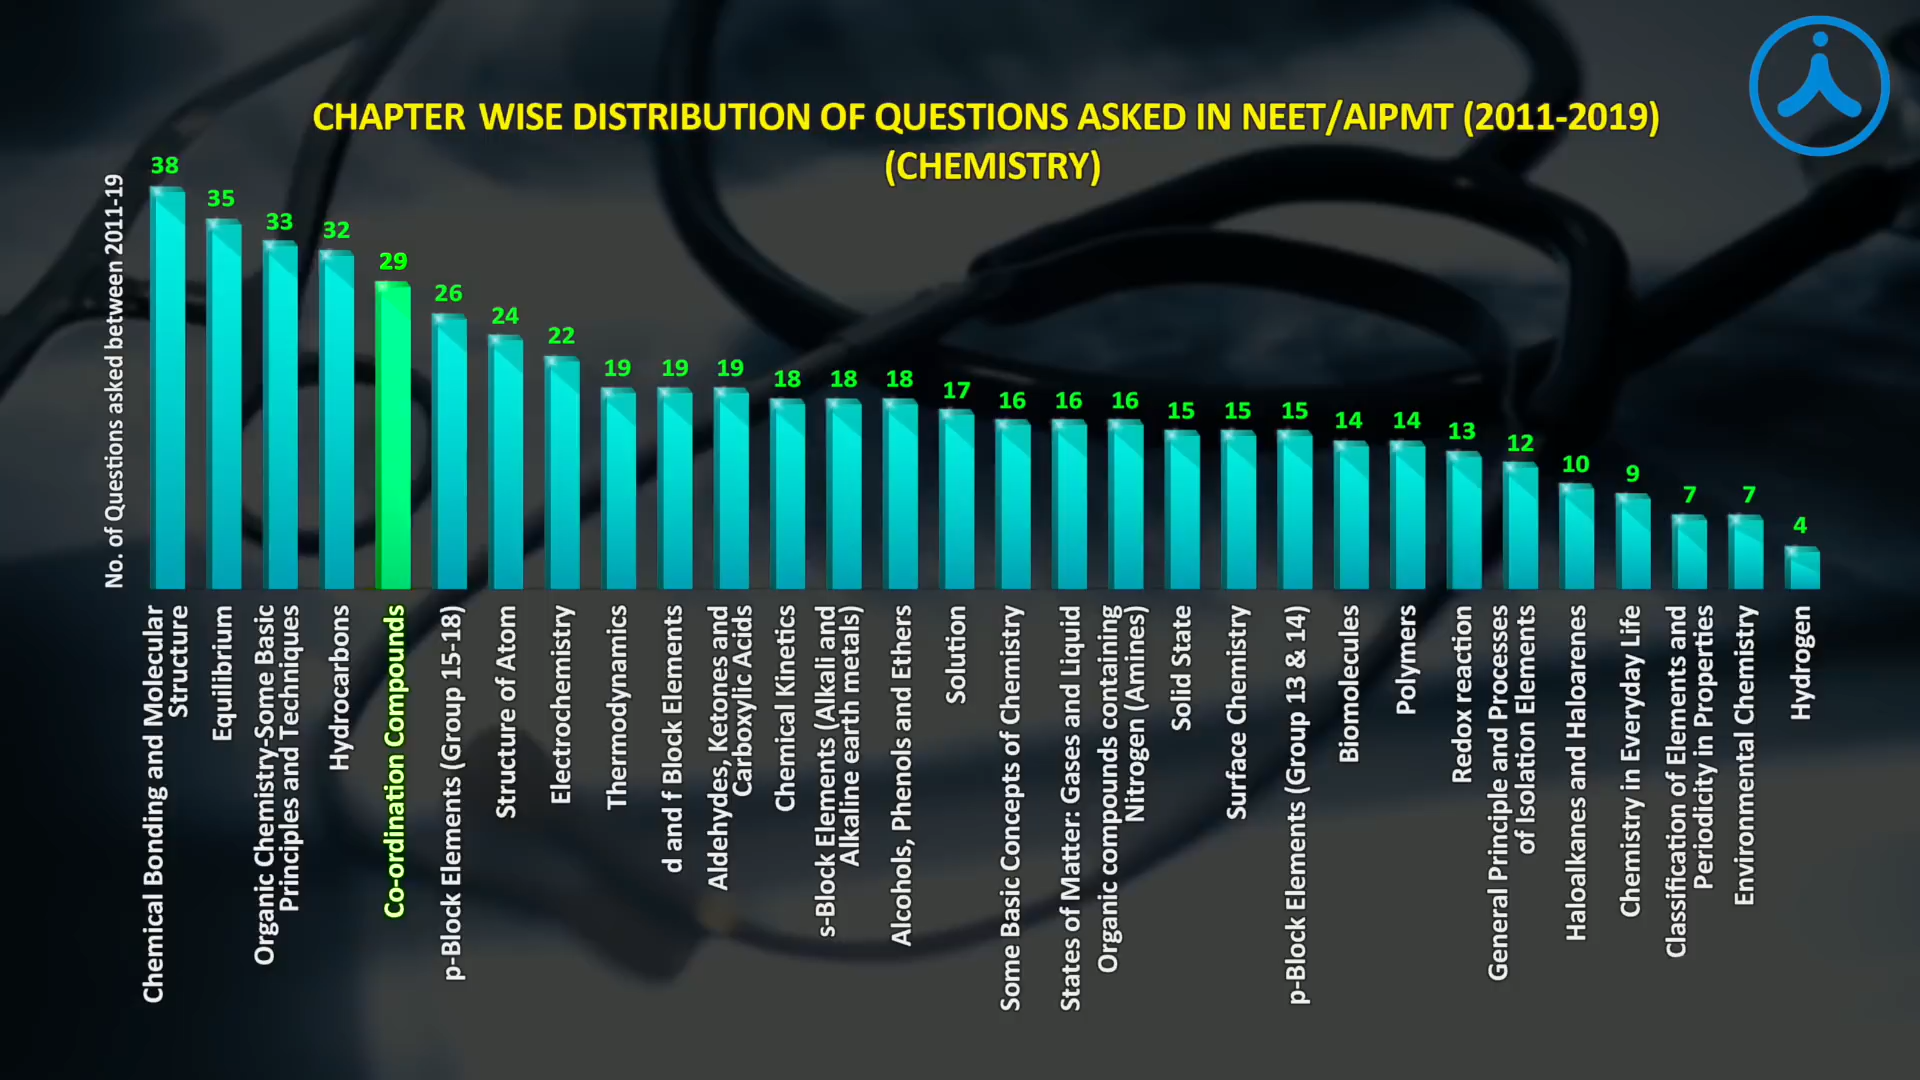 CHAPTER WISE DISTRIBUTION OF QUESTIONS ASKED IN NEET/AIPMT (2011-2019)
(CHEMISTRY)
No. of Questions asked between 2011-19
38
35
33
32
29
26
24
22
19
19
19
18
18
18
17
16
16
16
15
15
15
14
14
13
12
10
9
7
7
4
Chemical Bonding and Molecular
Structure
Equilibrium
Organic Chemistry-Some Basic
Principles and Techniques
Hydrocarbons
Co-ordination Compounds
p-Block Elements (Group 15-18)
Structure of Atom
Electrochemistry
Thermodynamics
d and f Block Elements
Aldehydes, Ketones and
Carboxylic Acids
Chemical Kinetics
s-Block Elements (Alkali and
Alkaline earth metals)
Alcohols, Phenols and Ethers
Solution
Some Basic Concepts of Chemistry
States of Matter: Gases and Liquid
Organic compounds containing
Nitrogen (Amines)
Solid State
Surface Chemistry
p-Block Elements (Group 13 & 14)
Biomolecules
Polymers
Redox reaction
General Principle and Processes
of Isolation Elements
Haloalkanes and Haloarenes
Chemistry in Everyday Life
Classification of Elements and
Periodicity in Properties
Environmental Chemistry
Hydrogen